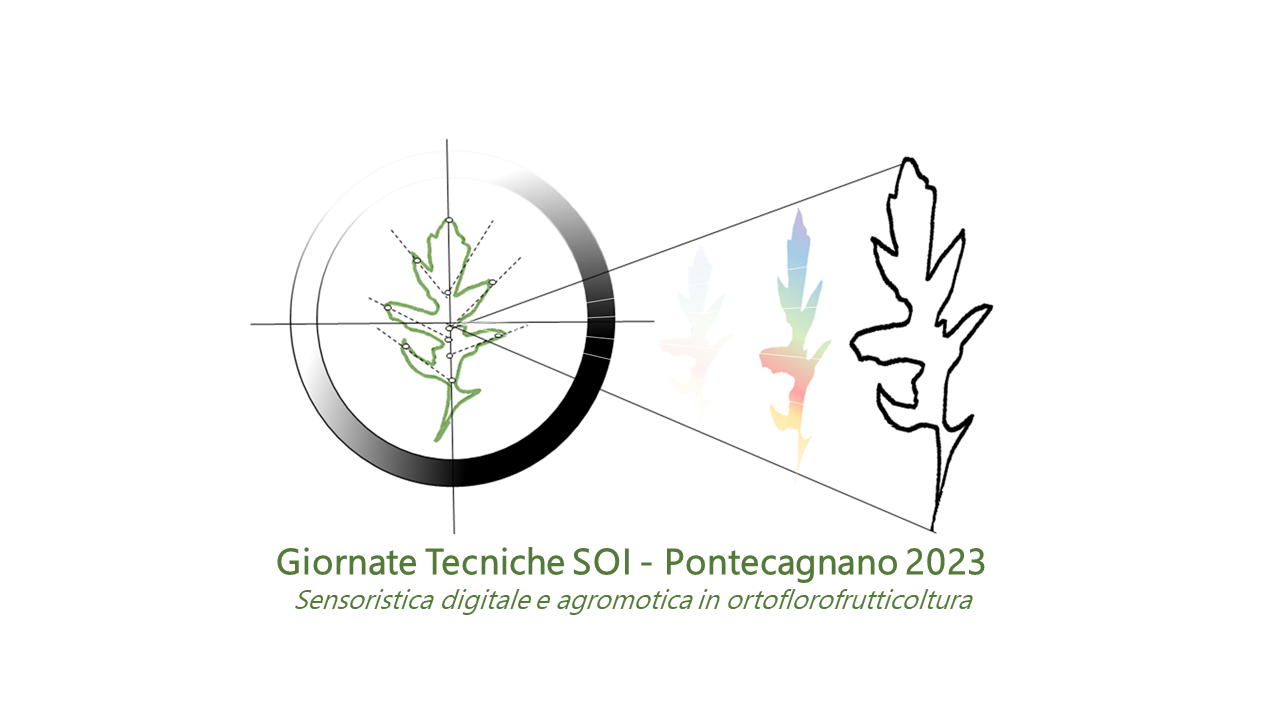 Giornate Tecniche SOI - Pontecagnano 2023
Sensoristica digitale e agromotica in ortoflorofrutticoltura